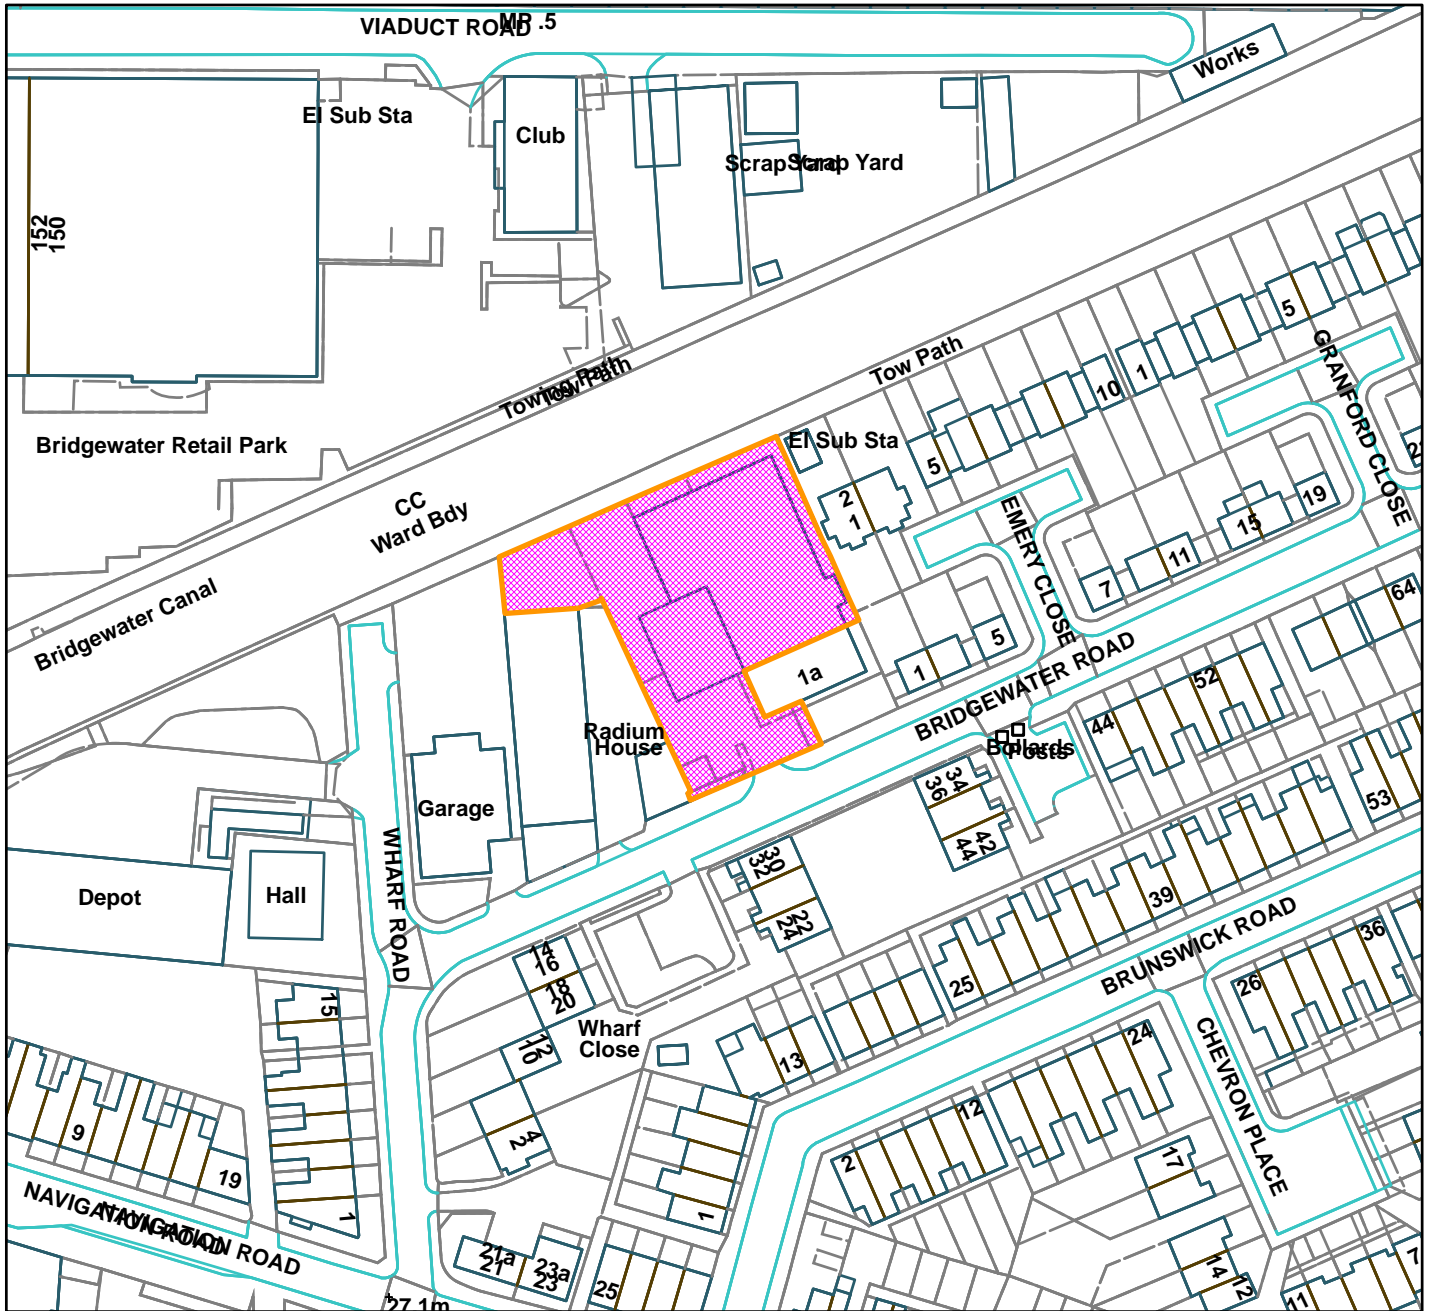 VIADUCT ROAD
MP .5
Works
El Sub Sta
Club
Scrap Yard
Scrap Yard
152
150
5
GRANFORD CLOSE
Tow Path
10
1
Towing Path
Tow Path
Bridgewater Retail Park
El Sub Sta
5
2
1
CC
Ward Bdy
EMERY CLOSE
19
15
11
7
64
Bridgewater Canal
5
1
1a
BRIDGEWATER ROAD
52
44
Radium
House
Bollards
Posts
34
36
42
44
53
Garage
WHARF ROAD
Depot
Hall
30
32
22
24
39
BRUNSWICK ROAD
25
36
26
14
16
18
20
15
Wharf
Close
12
10
13
24
CHEVRON PLACE
12
4
2
2
17
9
19
1
1
NAVIGATION ROAD
NAVIGATION ROAD
21a
21
23a
23
25
14
12
11
7
27.1m